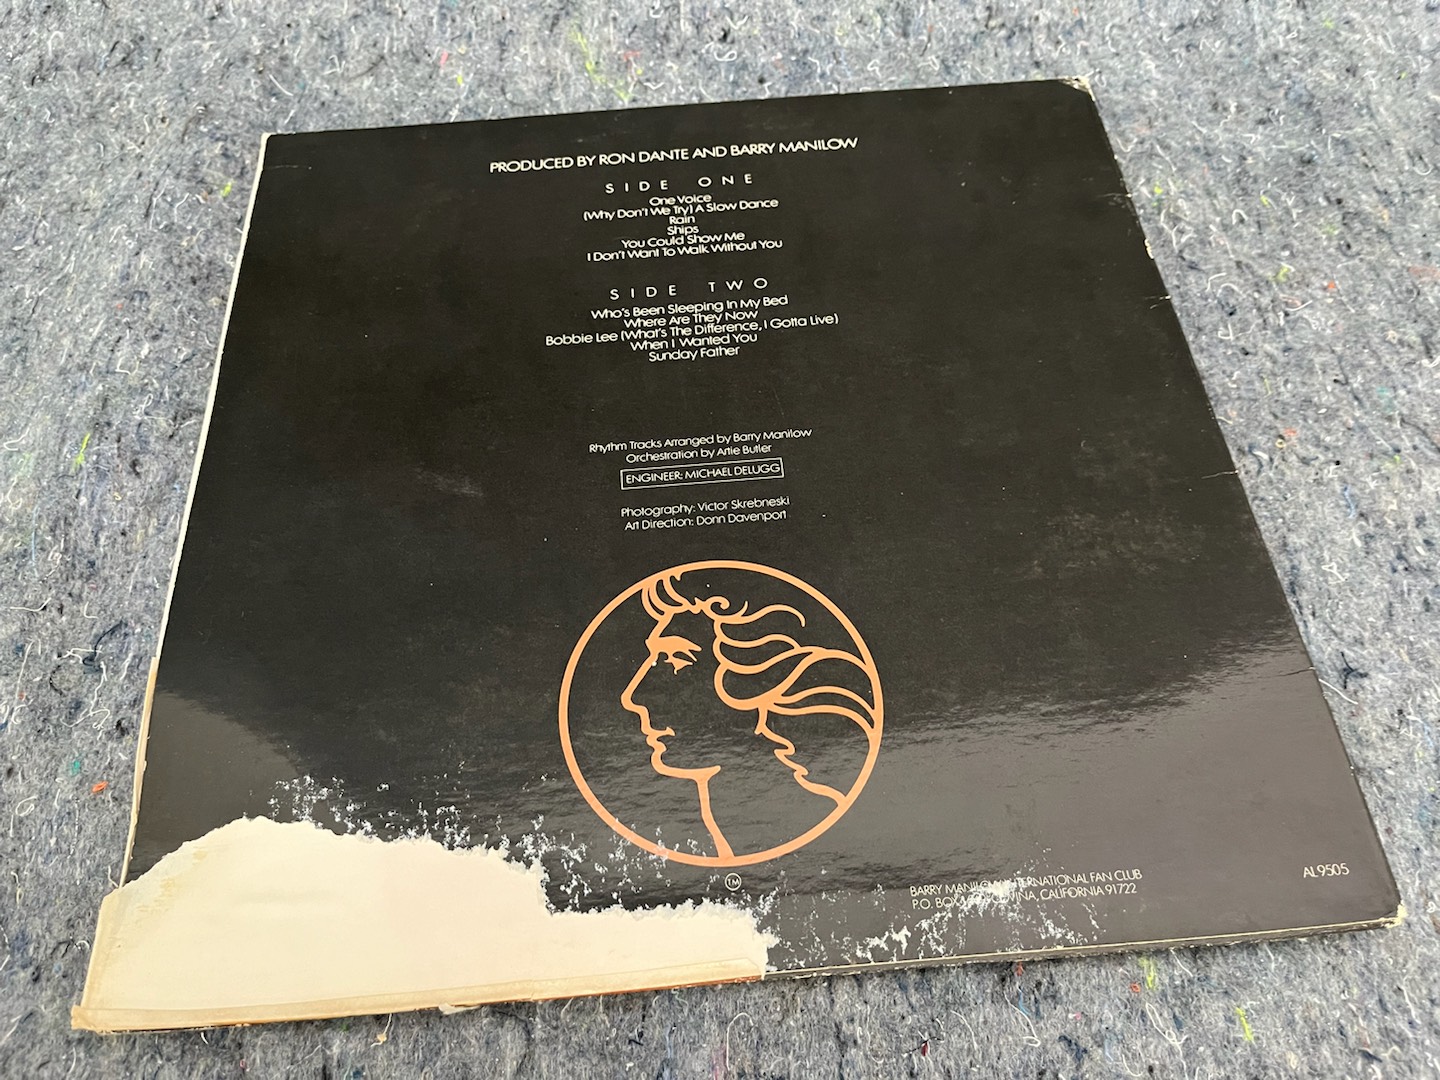 PRODUCED BY RON DANTE AND BARRY MANILOW
SIDE ONE
One Voice
(Why Don't We Try) A Slow Dance
Rain
Ships
You Could Show Me
I Don't Want To Walk Without You
SIDE TWO
Who's Been Sleeping In My Bed
Where Are They Now
Bobbie Lee (What's The Difference, I Gotta Live)
When I Wanted You
Sunday Father
Rhythm Tracks Arranged by Barry Manilow
Orchestration by Artie Butler
ENGINEER: MICHAEL DELUGG
Photography: Victor Skrebneski
Art Direction: Donn Davenport
TM
BARRY MANILOW INTERNATIONAL FAN CLUB
P.O. BOX CALIFORNIA 91722
AL9505